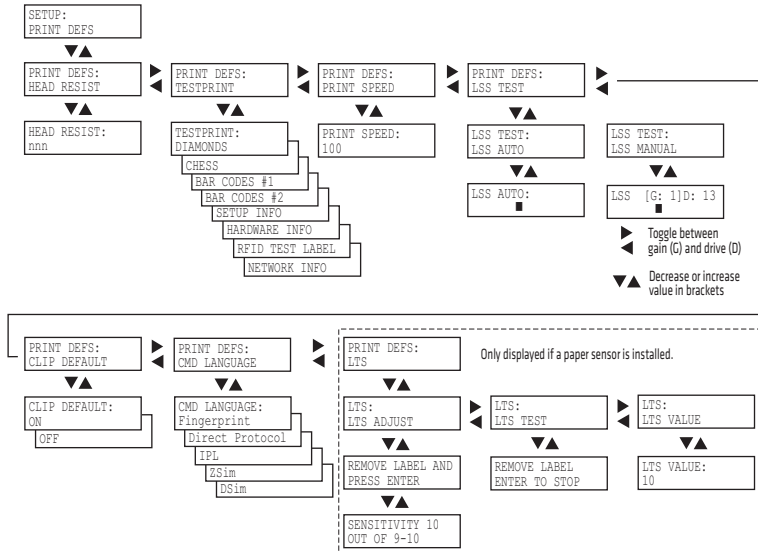 SETUP:
PRINT DEFS
PRINT DEFS:
HEAD RESIST
PRINT DEFS:
TESTPRINT
PRINT DEFS:
PRINT SPEED
PRINT DEFS:
LSS TEST
HEAD RESIST:
nnn
TESTPRINT:
DIAMONDS
CHESS
BAR CODES #1
BAR CODES #2
SETUP INFO
HARDWARE INFO
RFID TEST LABEL
NETWORK INFO
PRINT SPEED:
100
LSS TEST:
LSS AUTO
LSS TEST:
LSS MANUAL
LSS AUTO:
LSS [G: 1]D: 13
Toggle between
gain (G) and drive (D)
Decrease or increase
value in brackets
PRINT DEFS:
CLIP DEFAULT
PRINT DEFS:
CMD LANGUAGE
PRINT DEFS:
LTS
Only displayed if a paper sensor is installed.
CLIP DEFAULT:
ON
OFF
CMD LANGUAGE:
Fingerprint
Direct Protocol
IPL
ZSim
DSim
LTS:
LTS ADJUST
LTS:
LTS TEST
LTS:
LTS VALUE
REMOVE LABEL AND
PRESS ENTER
REMOVE LABEL
ENTER TO STOP
LTS VALUE:
10
SENSITIVITY 10
OUT OF 9-10